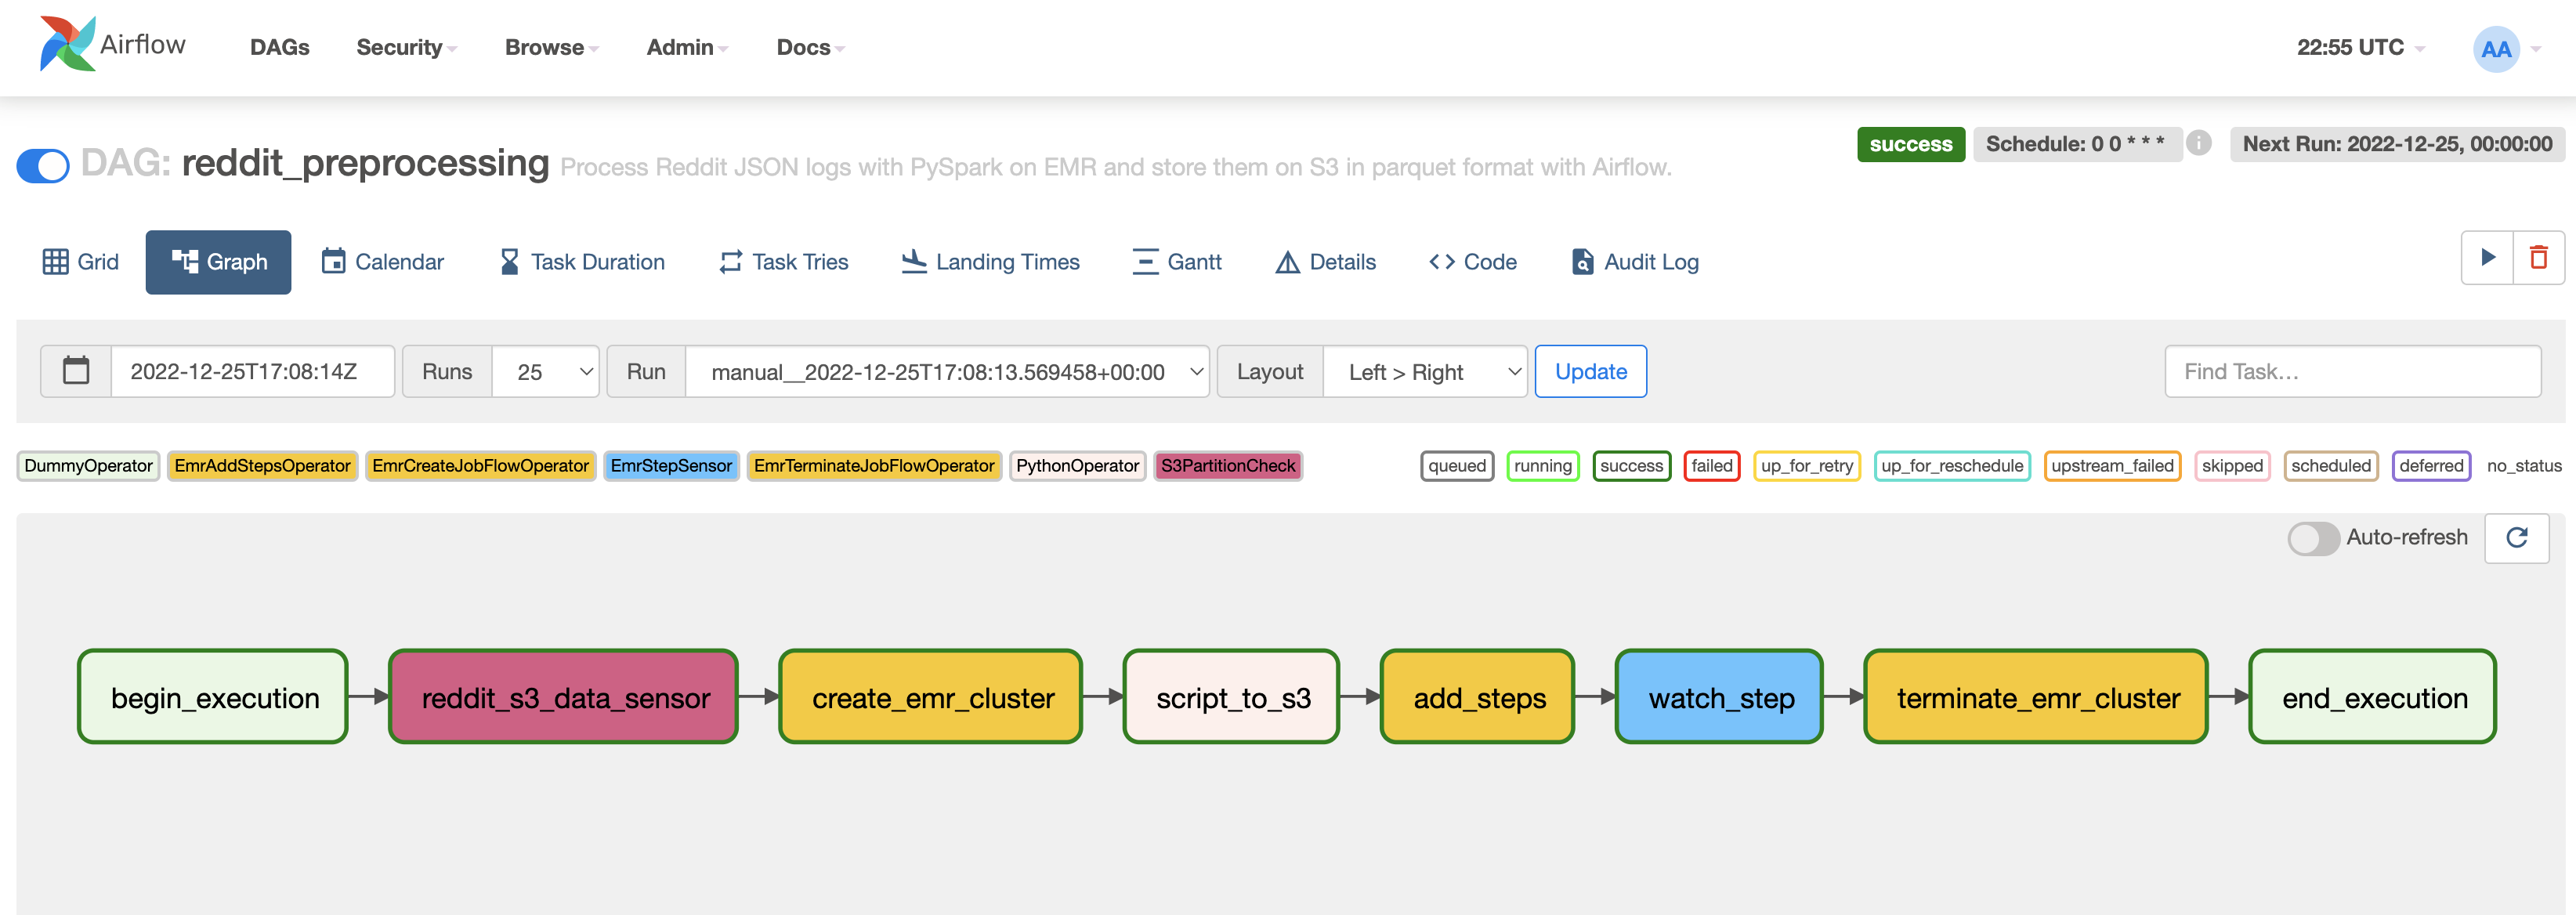 Airflow DAGs Security Browse Admin Docs 22:55 UTC AA
DAG: reddit_preprocessing Process Reddit JSON logs with PySpark on EMR and store them on S3 in parquet format with Airflow. success Schedule: 0 0 * * * i Next Run: 2022-12-25, 00:00:00
Grid Graph Calendar Task Duration Task Tries Landing Times Gantt Details Code Audit Log
2022-12-25T17:08:14Z Runs 25 Run manual__2022-12-25T17:08:13.569458+00:00 Layout Left > Right Update Find Task…
DummyOperator EmrAddStepsOperator EmrCreateJobFlowOperator EmrStepSensor EmrTerminateJobFlowOperator PythonOperator S3PartitionCheck queued running success failed up_for_retry up_for_reschedule upstream_failed skipped scheduled deferred no_status
Auto-refresh
begin_execution reddit_s3_data_sensor create_emr_cluster script_to_s3 add_steps watch_step terminate_emr_cluster end_execution